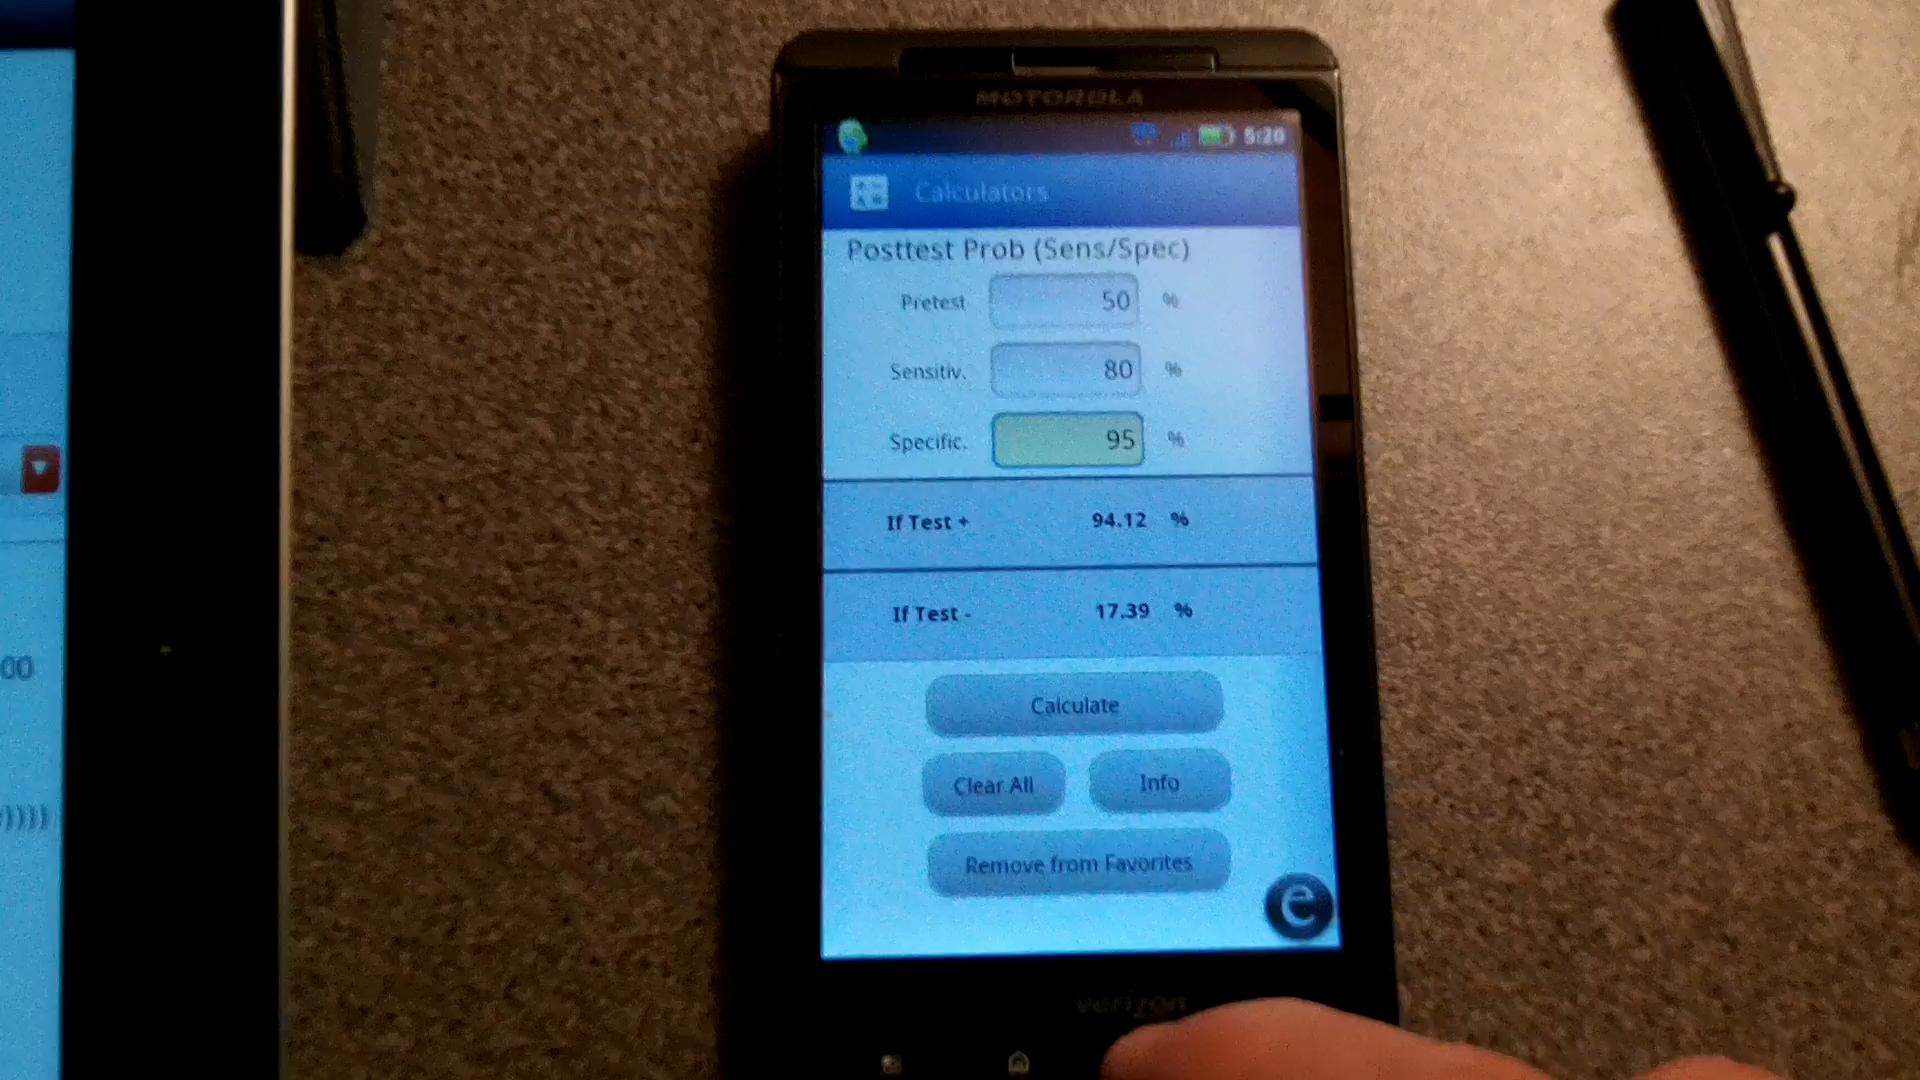 MOTOROLA
5:20
Calculators
Posttest Prob (Sens/Spec)
Pretest 50 %
Sensitiv. 80 %
Specific. 95 %
If Test + 94.12 %
If Test - 17.39 %
Calculate
Clear All Info
Remove from Favorites
e
verizon
00
)))))